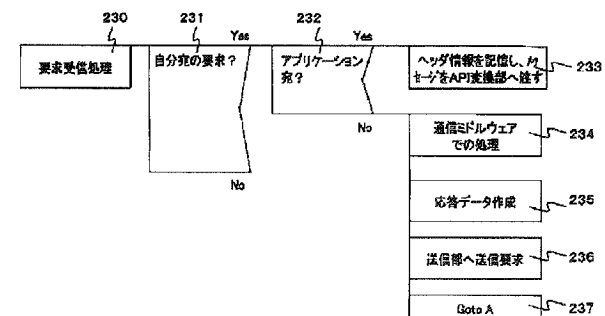 230
231
232
Yes
Yes
要求受信処理
自分宛の要求?
アプリケーション
宛?
ヘッダ情報を記憶し、メッ
セージをAPI変換部へ渡す
233
No
通信ミドルウェア
での処理
234
No
応答データ作成
235
送信部へ送信要求
236
Goto A
237